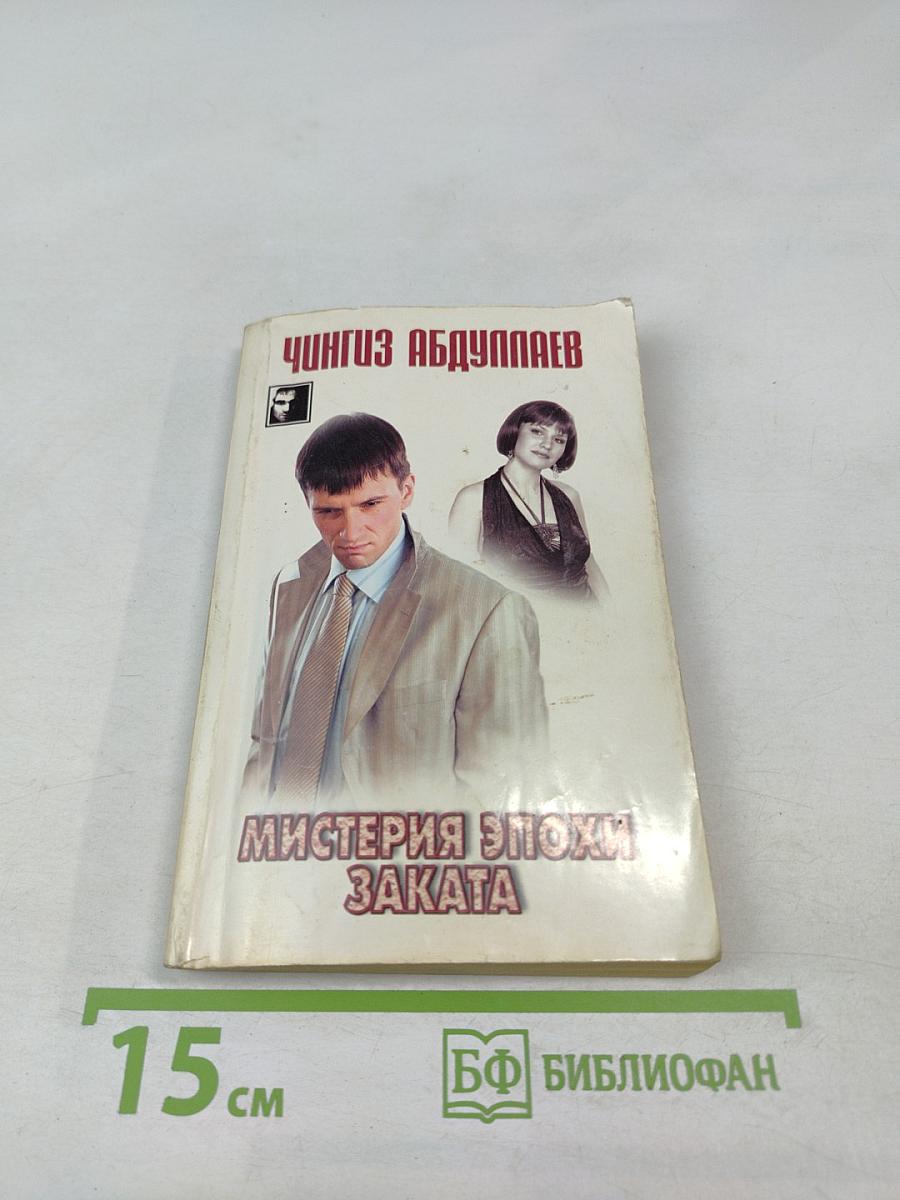 ЧИНГИЗ АБДУЛЛАЕВ
МИСТЕРИЯ ЭПОХИ
ЗАКАТА
15 см
БФ БИБЛИОФАН